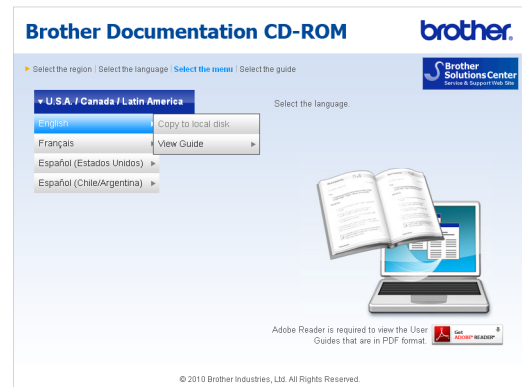 Brother Documentation CD-ROM
brother.
Select the region | Select the language | Select the menu | Select the guide
Brother
Solutions Center
Service & Support Web Site
U.S.A. / Canada / Latin America
Select the language.
English
Copy to local disk
Français
View Guide
Español (Estados Unidos)
Español (Chile/Argentina)
Adobe Reader is required to view the User
Guides that are in PDF format.
Get
ADOBE® READER®
© 2010 Brother Industries, Ltd. All Rights Reserved.